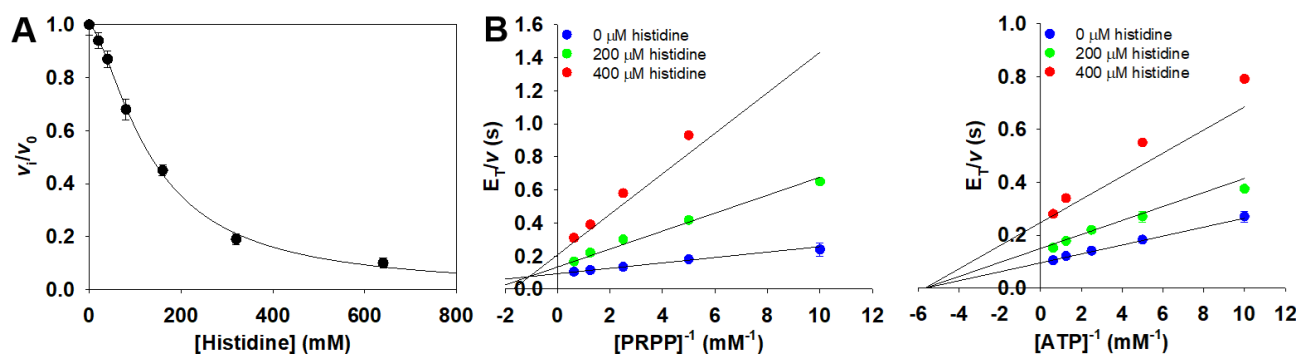 A
1.0
0.8
0.6
0.4
0.2
0.0
vᵢ/v₀
0 200 400 600 800
[Histidine] (mM)
B
0 μM histidine
200 μM histidine
400 μM histidine
1.6
1.4
1.2
1.0
0.8
0.6
0.4
0.2
0.0
E_T/v (s)
-2 0 2 4 6 8 10 12
[PRPP]⁻¹ (mM⁻¹)
0 μM histidine
200 μM histidine
400 μM histidine
1.0
0.8
0.6
0.4
0.2
0.0
E_T/v (s)
-6 -4 -2 0 2 4 6 8 10 12
[ATP]⁻¹ (mM⁻¹)